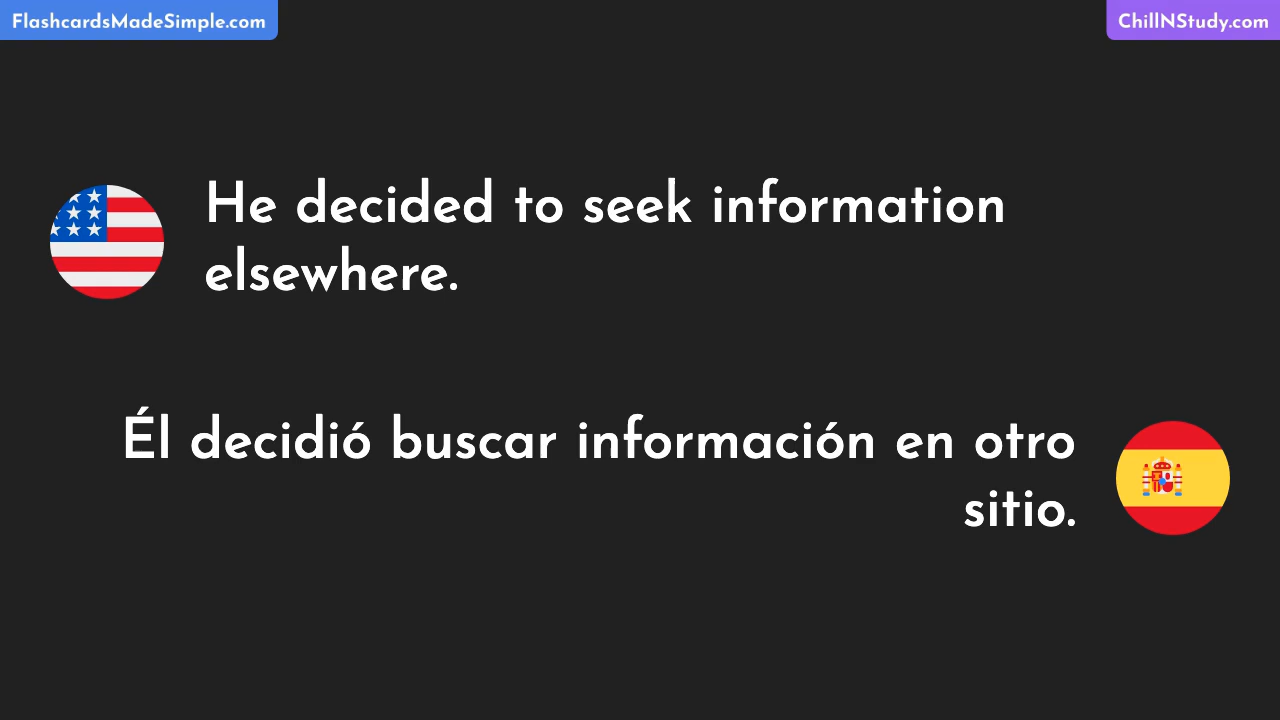 FlashcardsMadeSimple.com
ChillNStudy.com
He decided to seek information
elsewhere.
Él decidió buscar información en otro
sitio.